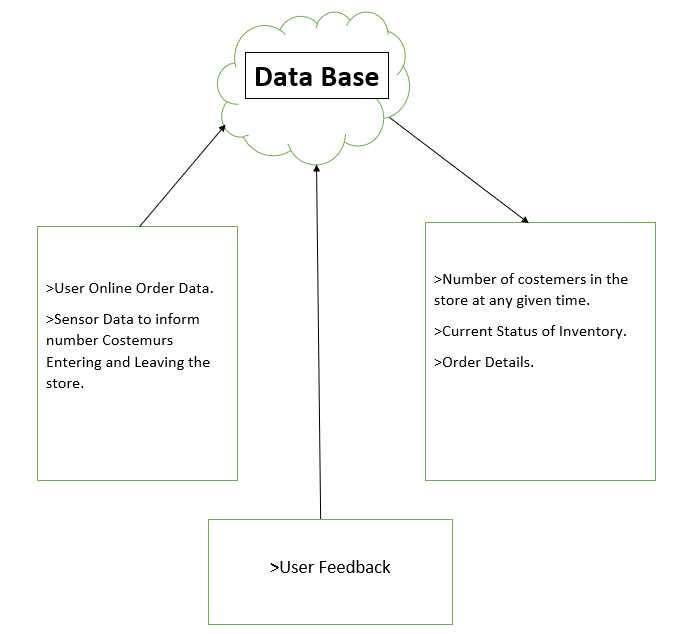 Data Base
>User Online Order Data.
>Sensor Data to inform
number Costemurs
Entering and Leaving the
store.
>Number of costemers in the
store at any given time.
>Current Status of Inventory.
>Order Details.
>User Feedback